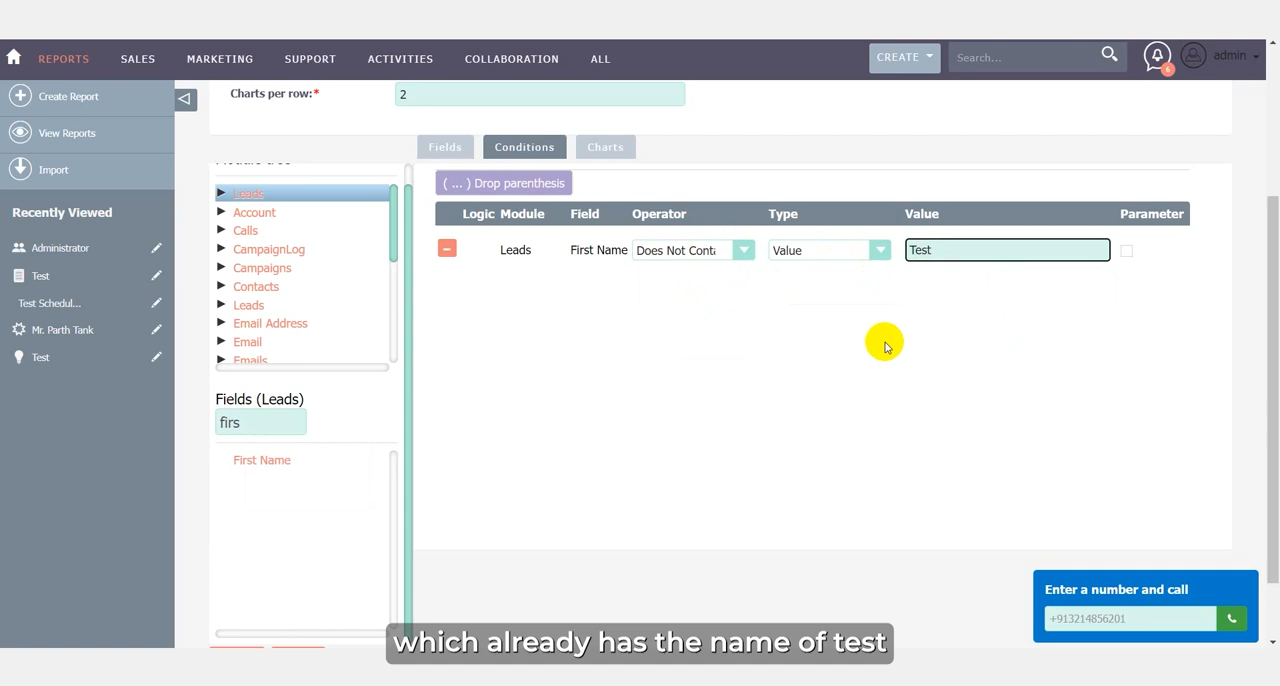 REPORTS SALES MARKETING SUPPORT ACTIVITIES COLLABORATION ALL CREATE Search... 6 admin
Create Report
View Reports
Import
Recently Viewed
Administrator
Test
Test Schedul...
Mr. Parth Tank
Test
Charts per row:* 2
Fields Conditions Charts
Leads
Account
Calls
CampaignLog
Campaigns
Contacts
Leads
Email Address
Email
Emails
Fields (Leads)
firs
First Name
( ... ) Drop parenthesis
Logic Module Field Operator Type Value Parameter
Leads First Name Does Not Conta Value Test
Enter a number and call
+913214856201
which already has the name of test